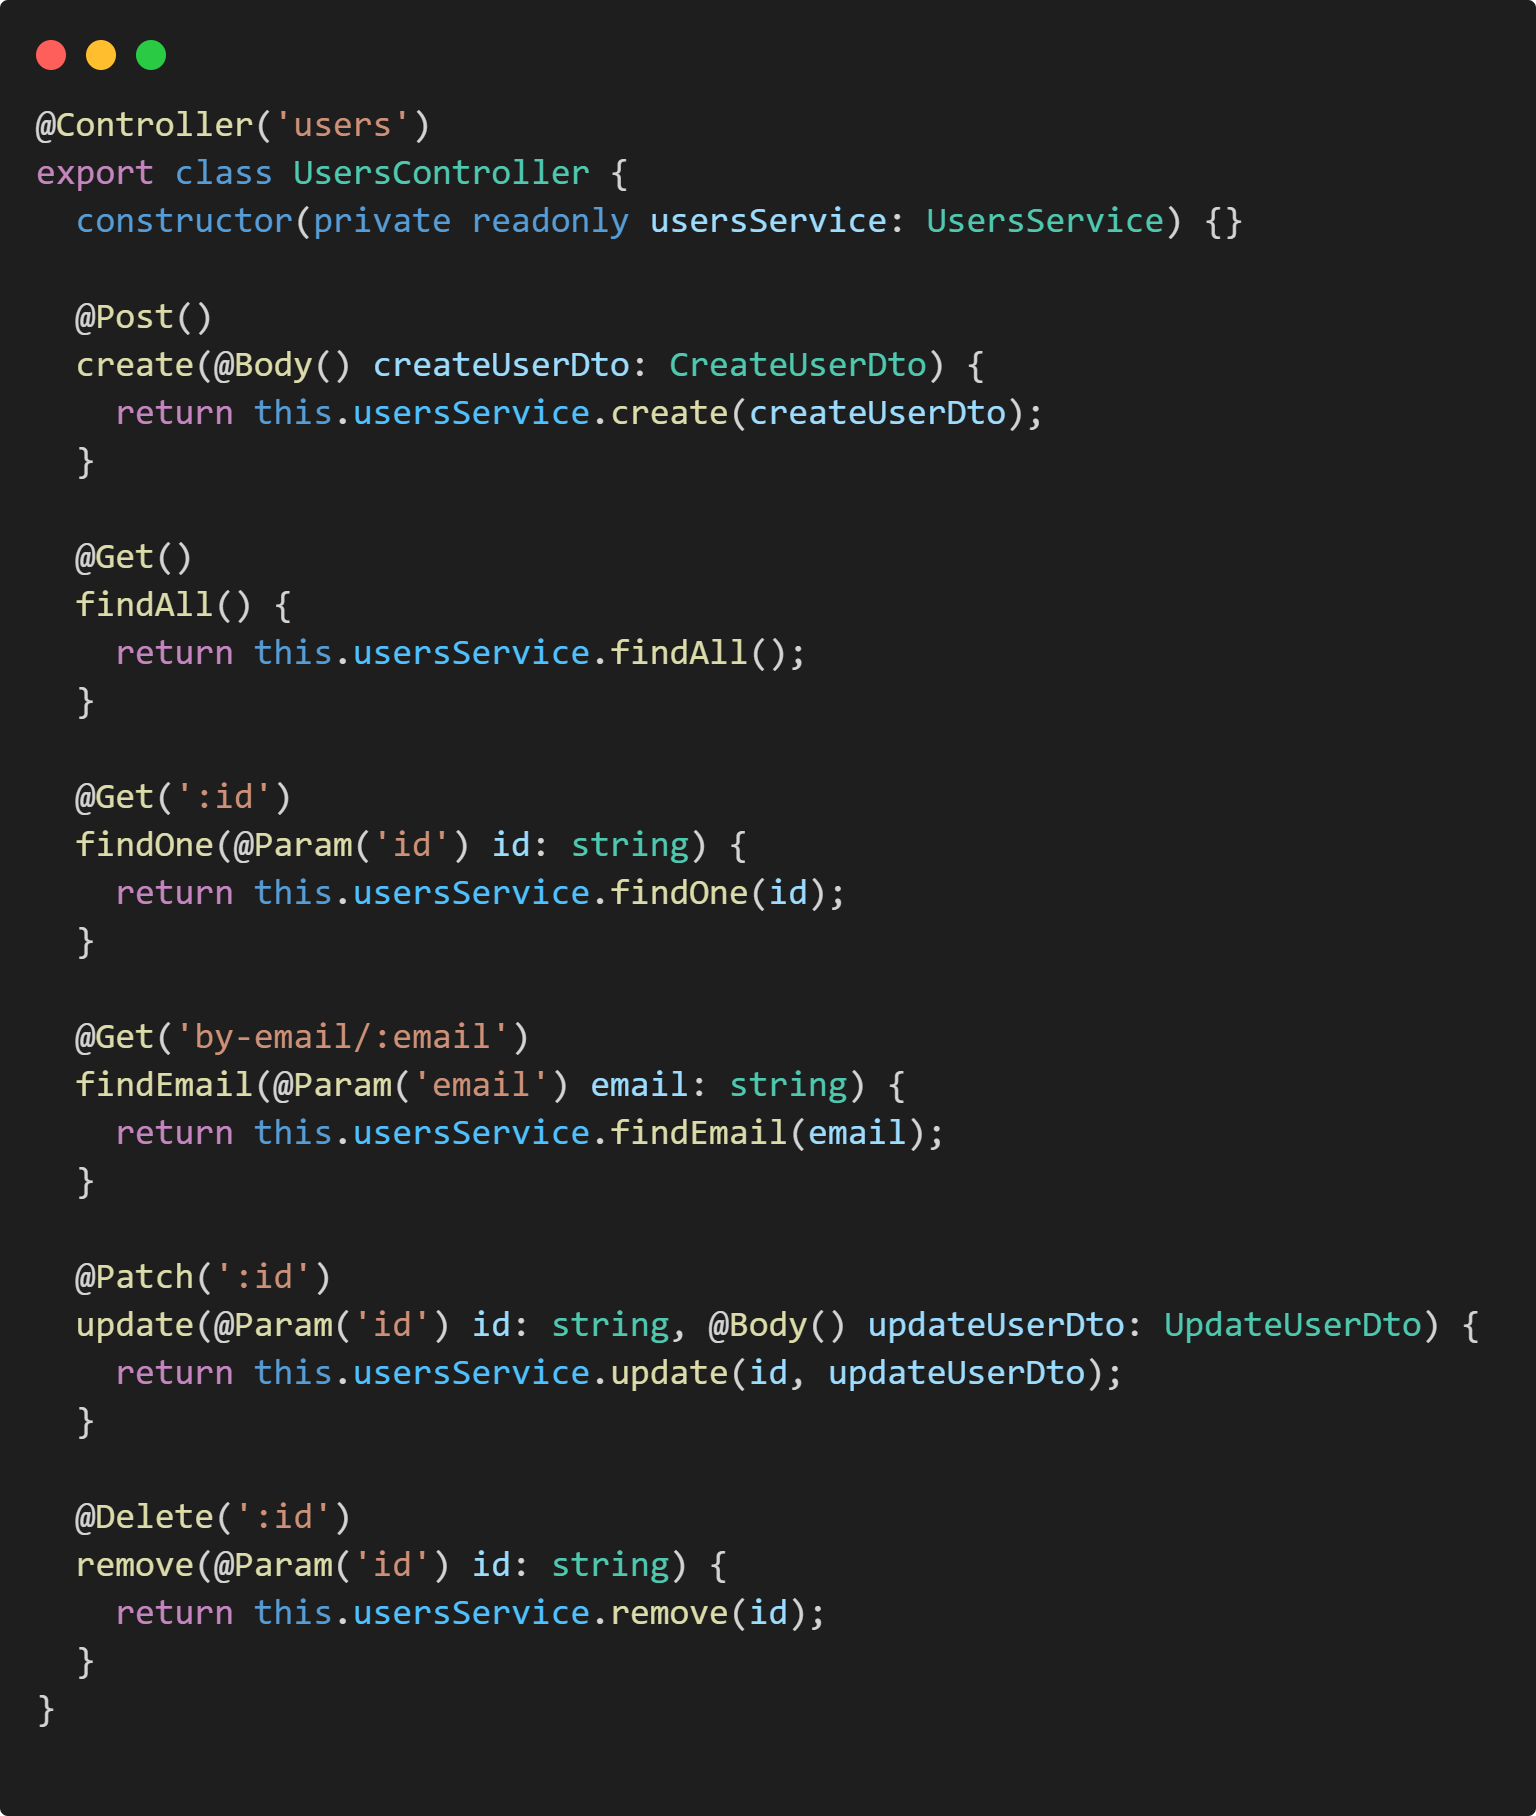 @Controller('users')
export class UsersController {
  constructor(private readonly usersService: UsersService) {}

  @Post()
  create(@Body() createUserDto: CreateUserDto) {
    return this.usersService.create(createUserDto);
  }

  @Get()
  findAll() {
    return this.usersService.findAll();
  }

  @Get(':id')
  findOne(@Param('id') id: string) {
    return this.usersService.findOne(id);
  }

  @Get('by-email/:email')
  findEmail(@Param('email') email: string) {
    return this.usersService.findEmail(email);
  }

  @Patch(':id')
  update(@Param('id') id: string, @Body() updateUserDto: UpdateUserDto) {
    return this.usersService.update(id, updateUserDto);
  }

  @Delete(':id')
  remove(@Param('id') id: string) {
    return this.usersService.remove(id);
  }
}